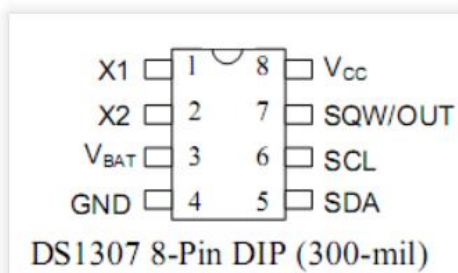 X1 1 8 VCC
X2 2 7 SQW/OUT
VBAT 3 6 SCL
GND 4 5 SDA
DS1307 8-Pin DIP (300-mil)